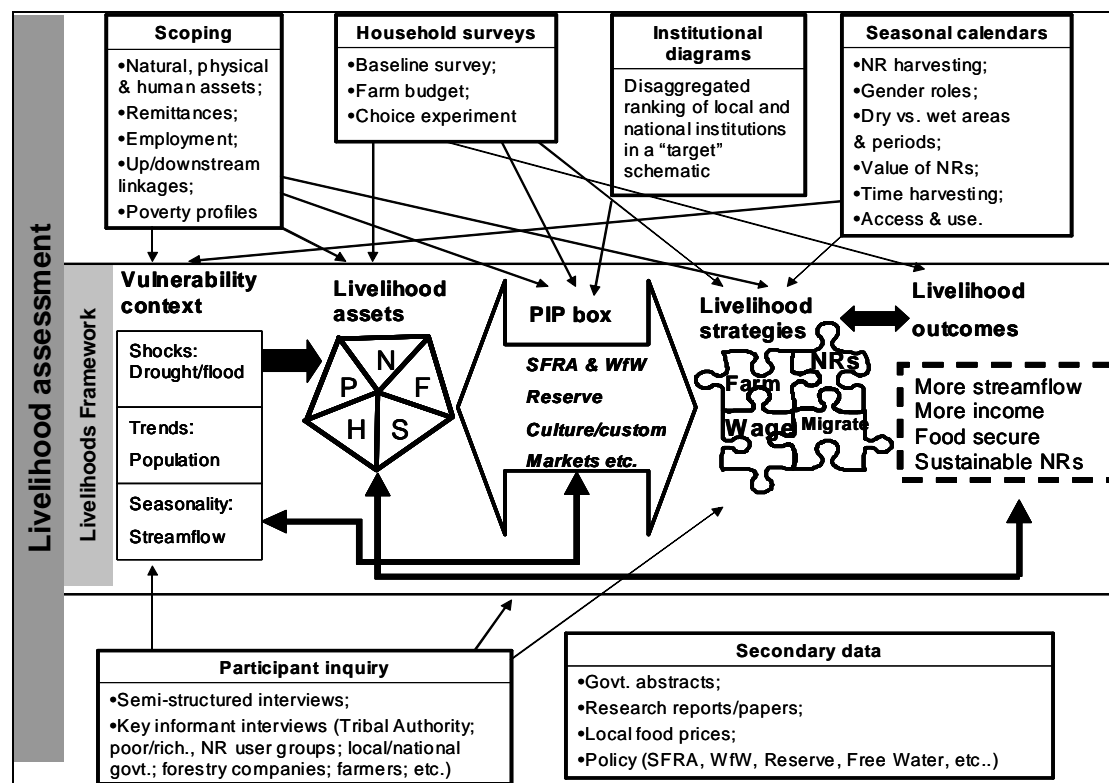 Scoping
•Natural, physical
& human assets;
•Remittances;
•Employment;
•Up/downstream
linkages;
•Poverty profiles
Household surveys
•Baseline survey;
•Farm budget;
•Choice experiment
Institutional
diagrams
Disaggregated
ranking of local and
national institutions
in a “target”
schematic
Seasonal calendars
•NR harvesting;
•Gender roles;
•Dry vs. wet areas
& periods;
•Value of NRs;
•Time harvesting;
•Access & use.
Livelihood assessment
Livelihoods Framework
Vulnerability
context
Shocks:
Drought/flood
Trends:
Population
Seasonality:
Streamflow
Livelihood
assets
N
P
F
H
S
PIP box
SFRA & WfW
Reserve
Culture/custom
Markets etc.
Livelihood
strategies
NRs
Farm
Wage
Migrate
Livelihood
outcomes
More streamflow
More income
Food secure
Sustainable NRs
Participant inquiry
•Semi-structured interviews;
•Key informant interviews (Tribal Authority;
poor/rich., NR user groups; local/national
govt.; forestry companies; farmers; etc.)
Secondary data
•Govt. abstracts;
•Research reports/papers;
•Local food prices;
•Policy (SFRA, WfW, Reserve, Free Water, etc..)